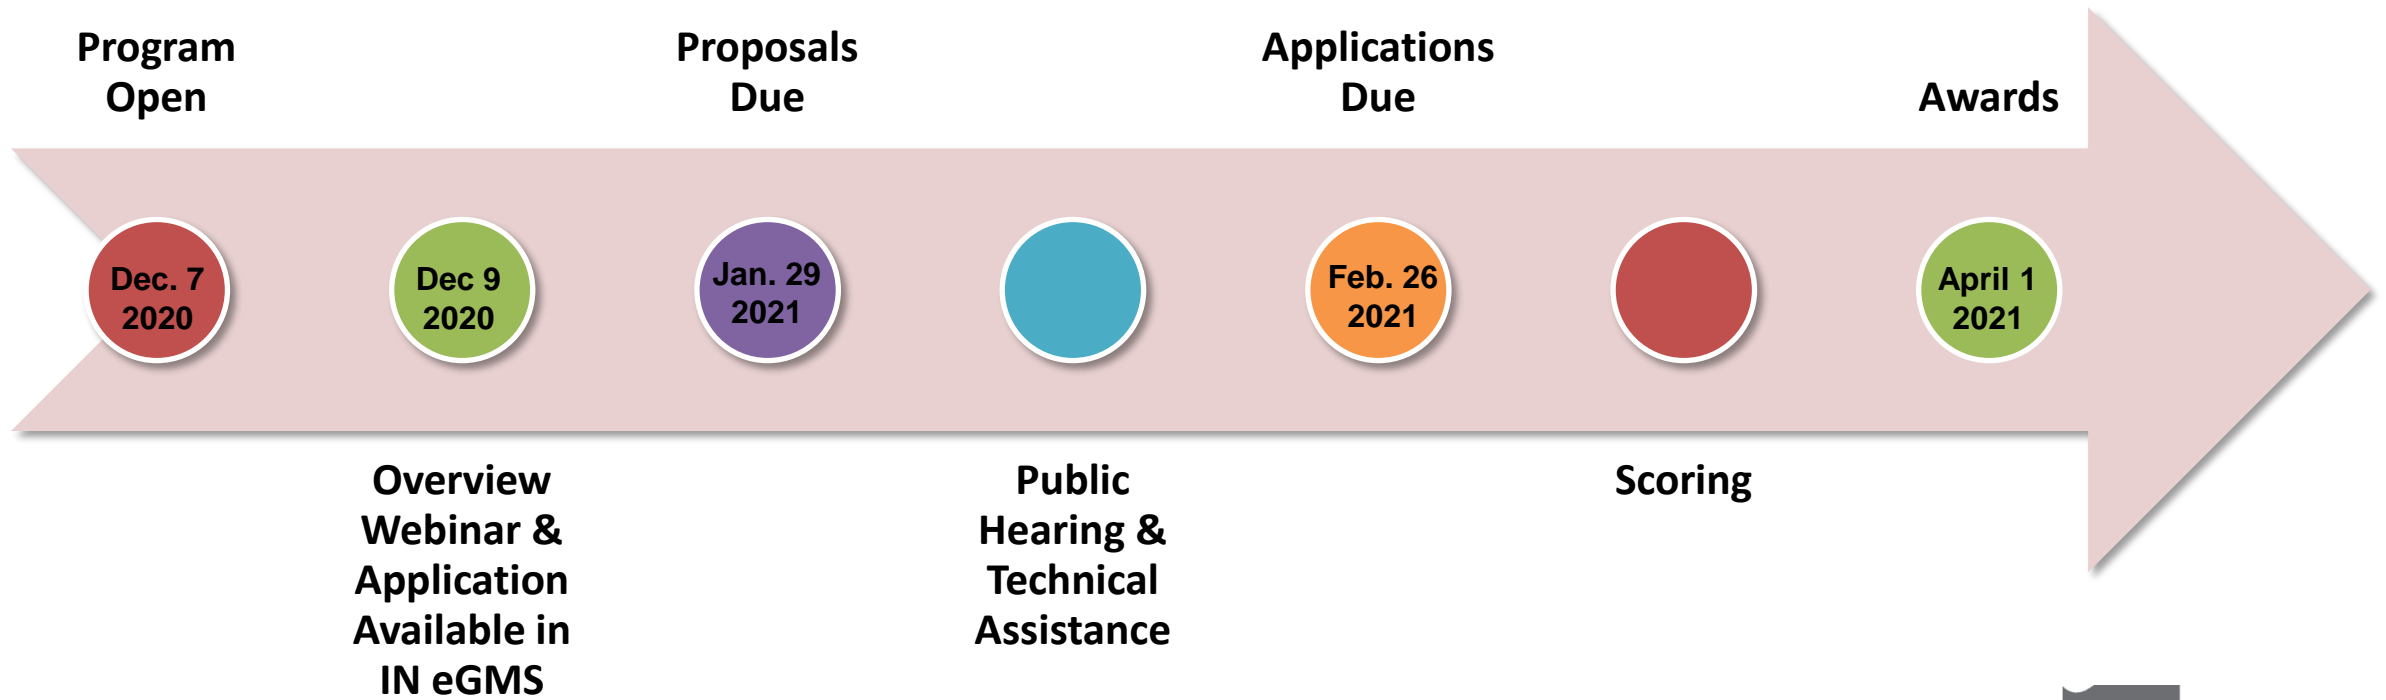 Program
Open
Proposals
Due
Applications
Due
Awards
Dec. 7
2020
Dec 9
2020
Jan. 29
2021
Feb. 26
2021
April 1
2021
Overview
Webinar &
Application
Available in
IN eGMS
Public
Hearing &
Technical
Assistance
Scoring